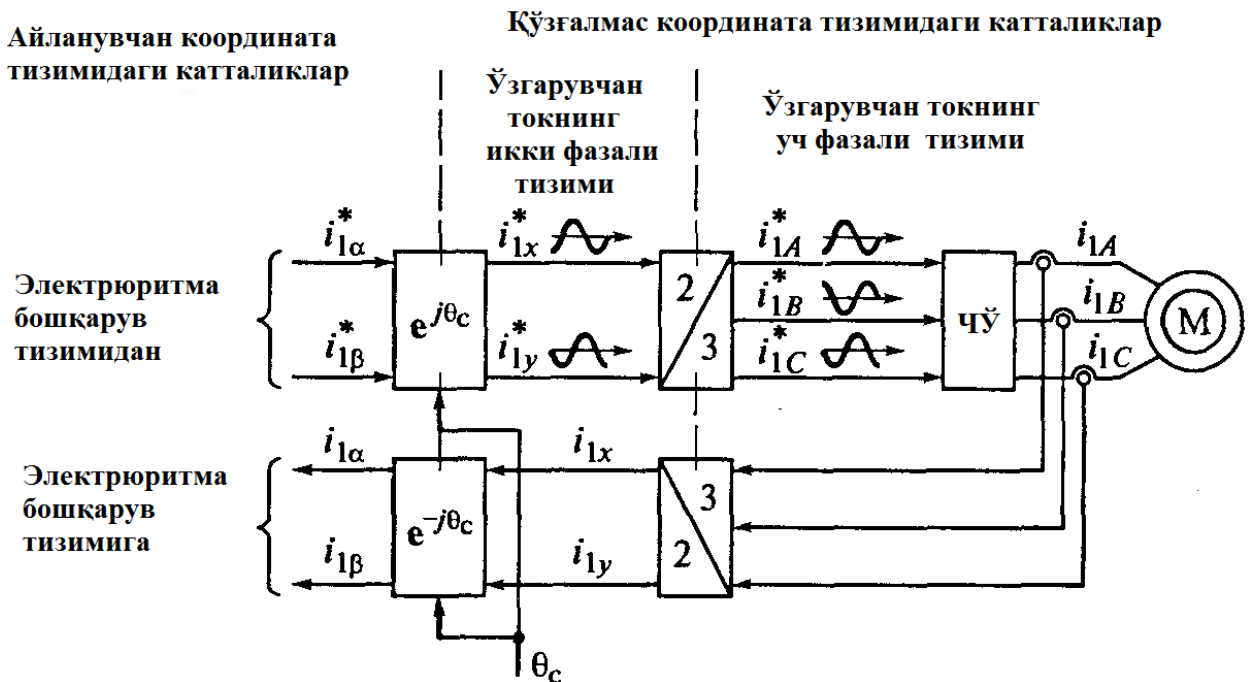 Айланувчан координата
тизимидаги катталиклар
Қўзғалмас координата тизимидаги катталиклар
Ўзгарувчан
токнинг
икки фазали
тизими
Ўзгарувчан токнинг
уч фазали тизими
Электрюритма
бошқарув
тизимидан
i*1α
i*1β
e^jθc
i*1x
i*1y
2
3
i*1A
i*1B
i*1C
ЧЎ
i1A
i1B
i1C
М
Электрюритма
бошқарув
тизимига
i1α
i1β
e^-jθc
i1x
i1y
3
2
θc